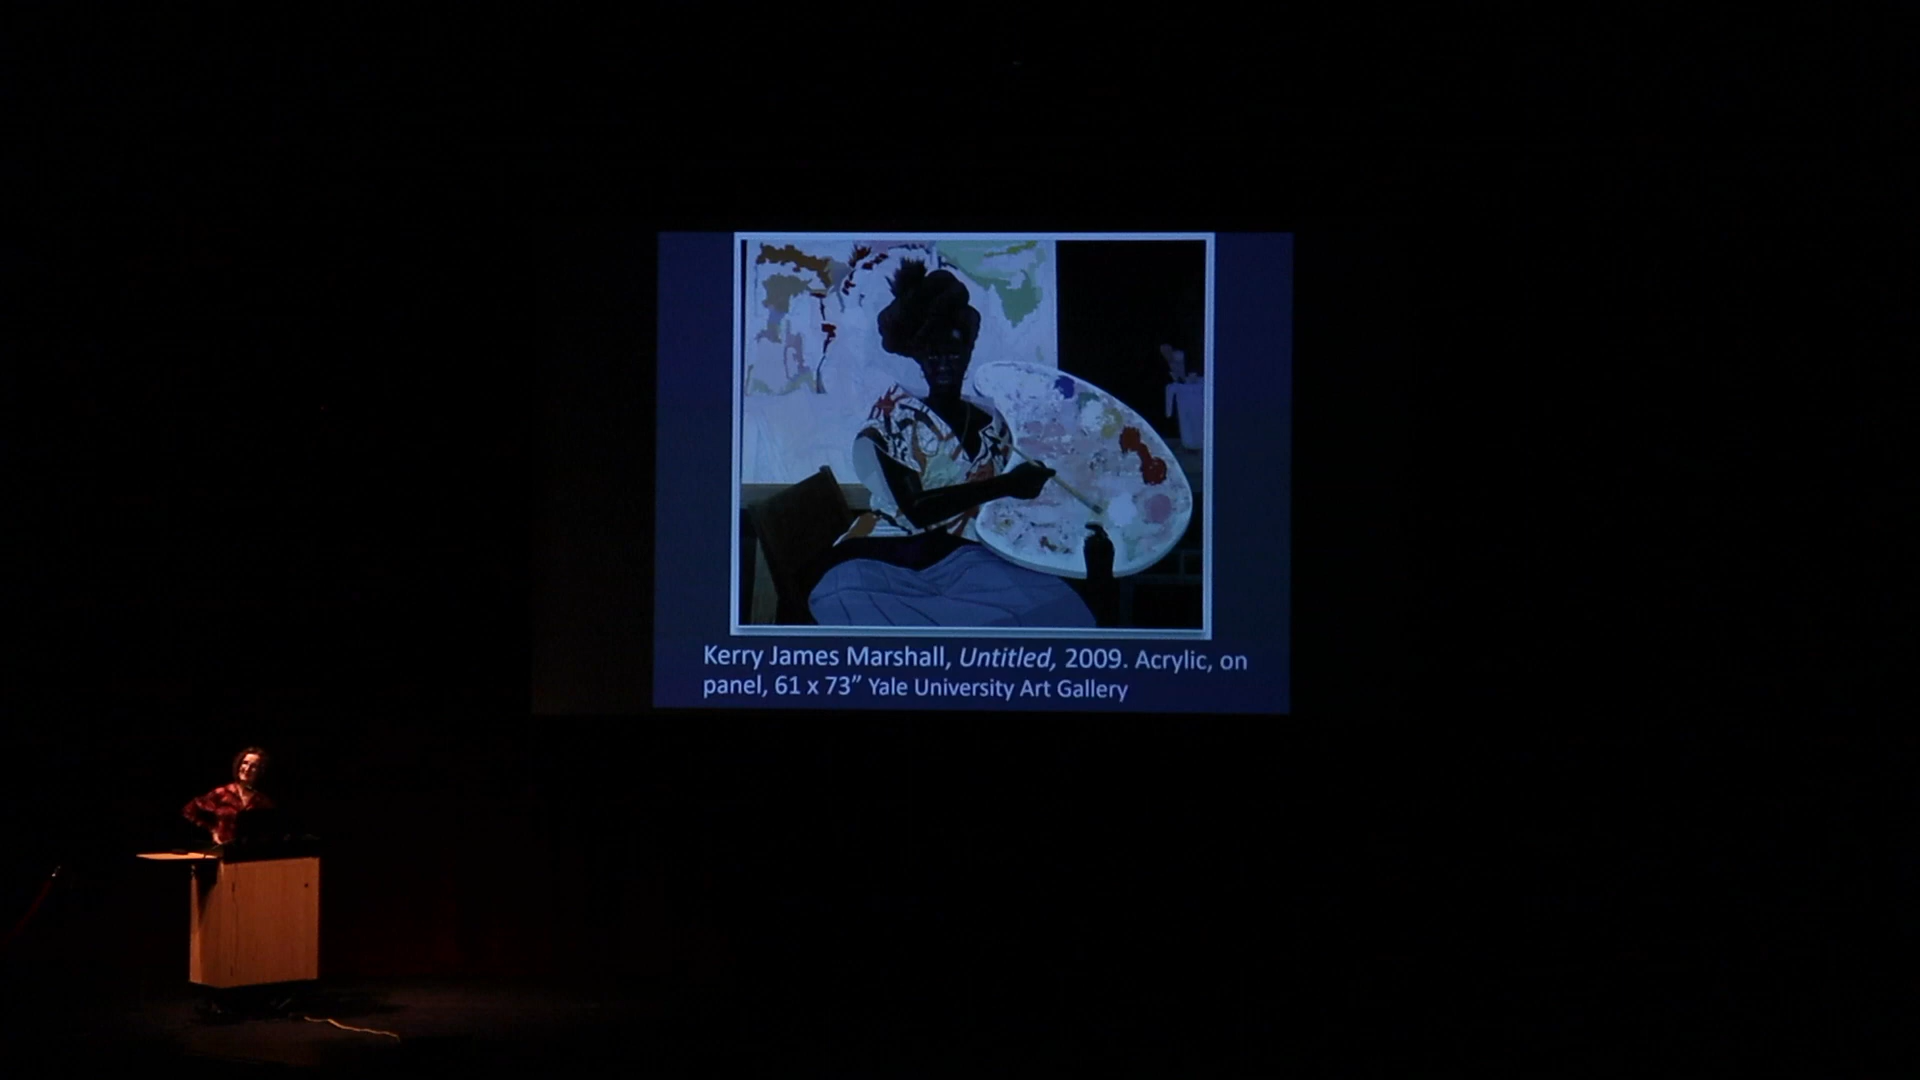 Kerry James Marshall, Untitled, 2009. Acrylic, on
panel, 61 x 73” Yale University Art Gallery